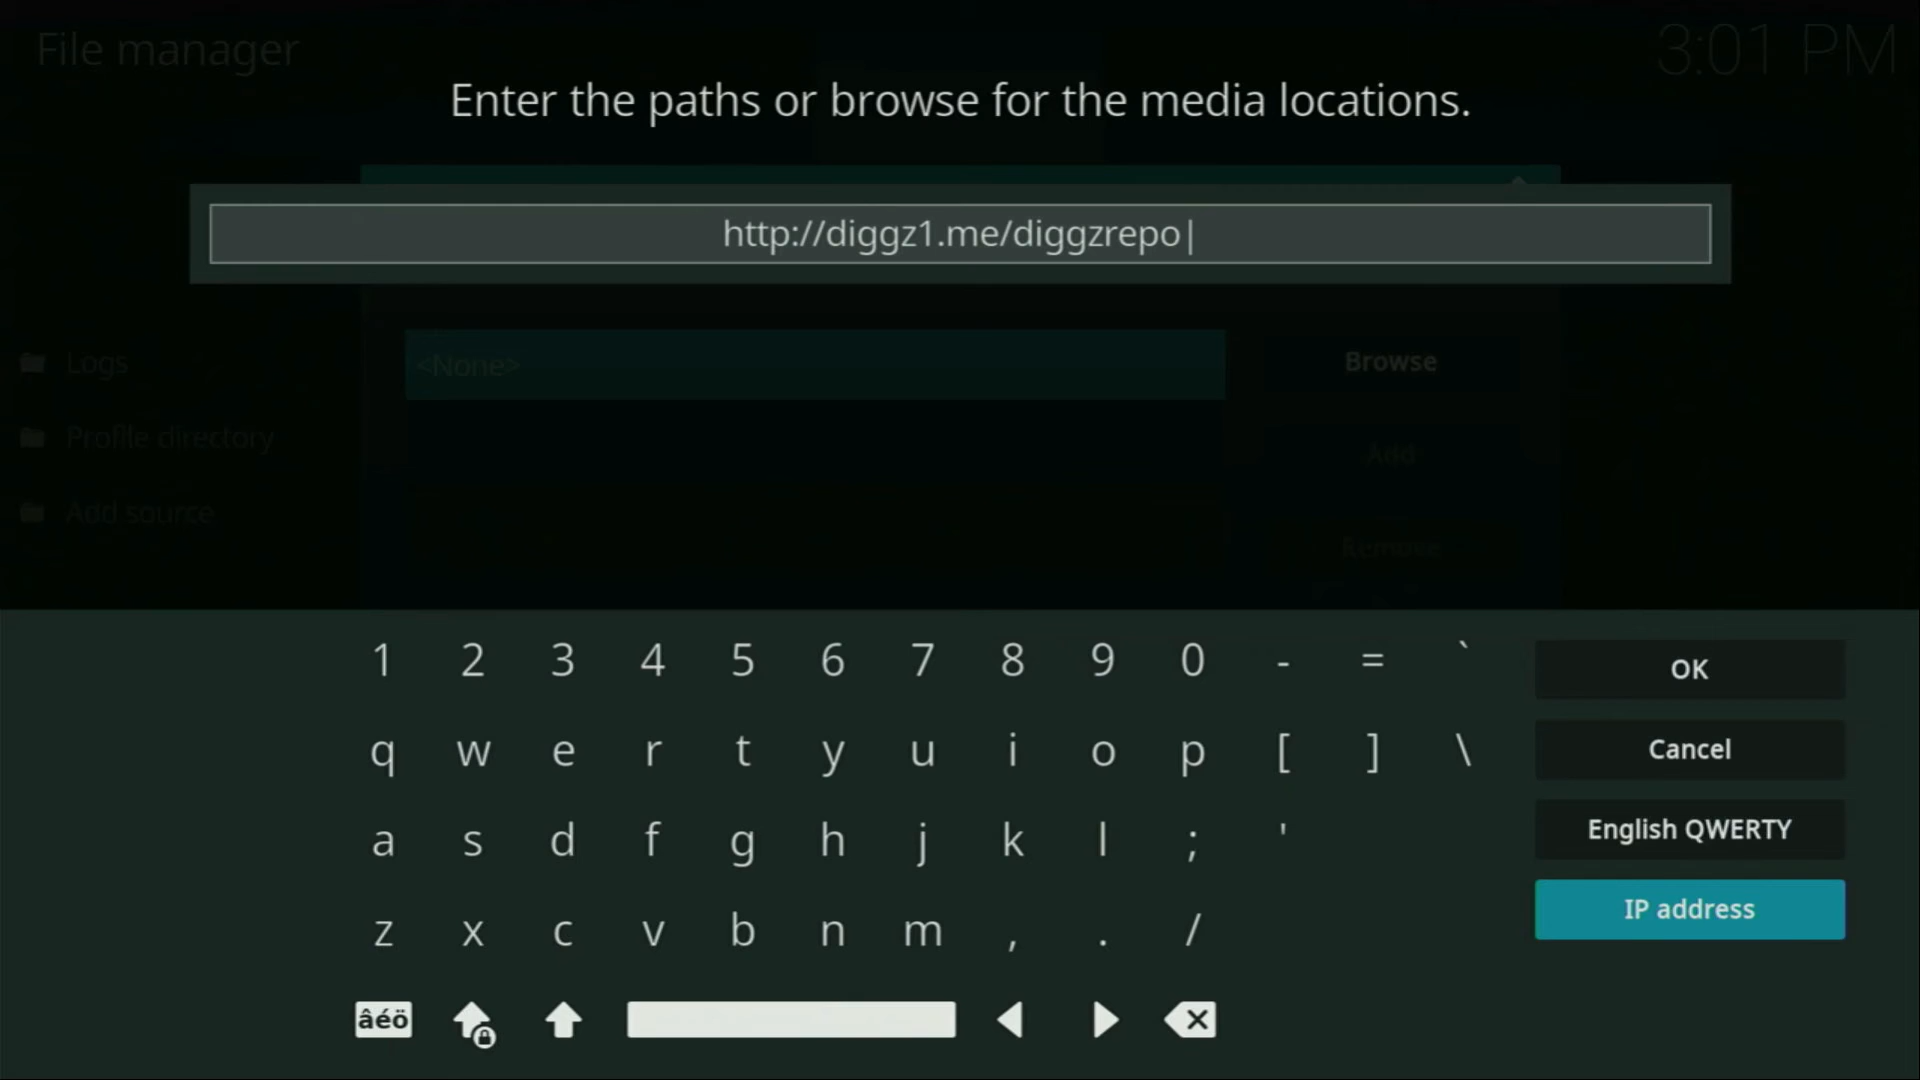 File manager
3:01 PM
Enter the paths or browse for the media locations.
http://diggz1.me/diggzrepo
<None>
Browse
Add
Remove
Logs
Profile directory
Add source
1 2 3 4 5 6 7 8 9 0 - = `
q w e r t y u i o p [ ] \
a s d f g h j k l ; '
z x c v b n m , . /
âéö
OK
Cancel
English QWERTY
IP address